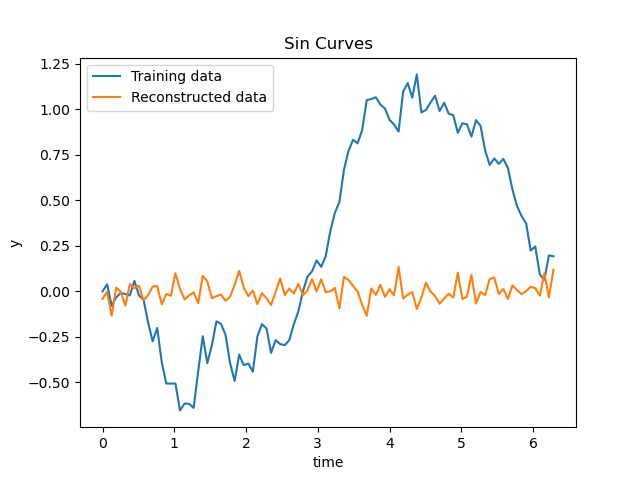 Sin Curves
Training data
Reconstructed data
1.25
1.00
0.75
0.50
0.25
0.00
−0.25
−0.50
y
0 1 2 3 4 5 6
time